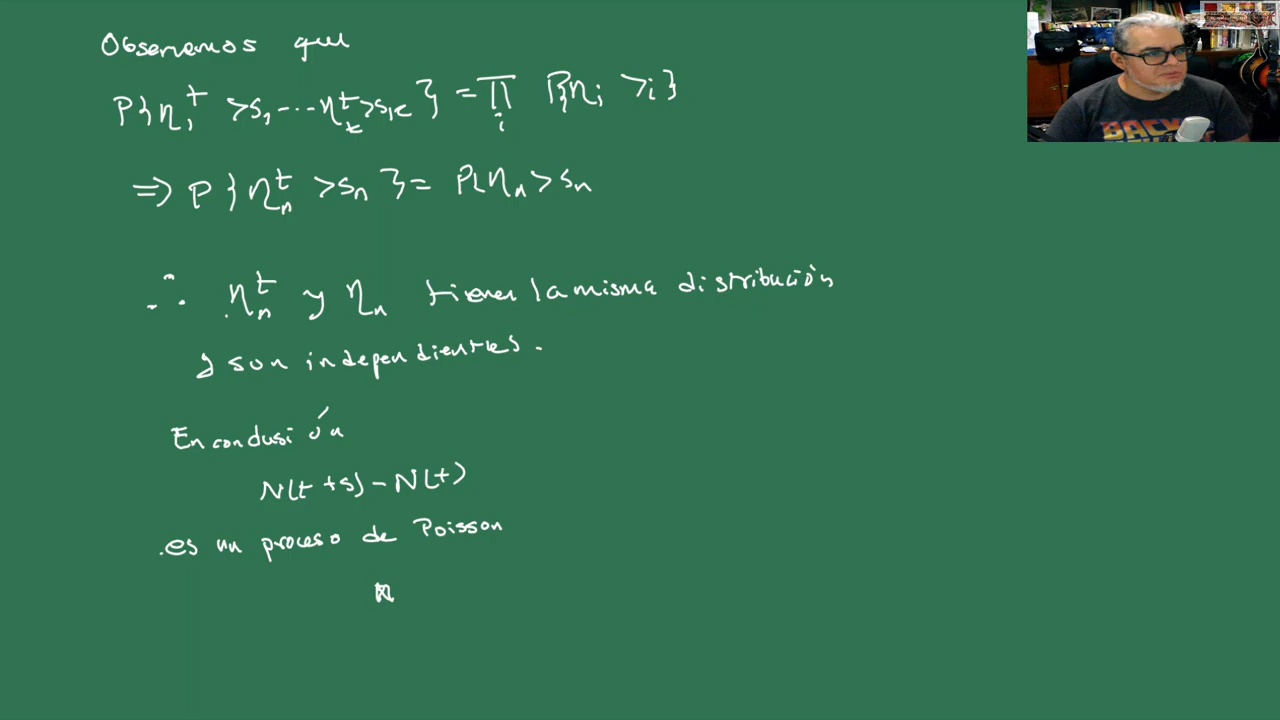 Observemos que
P{η₁ᵗ >s₁ --- ηₖᵗ >sₖ } = ∏ᵢ P{ηᵢ >ᵢ}
=> P{ηₙᵗ >sₙ } = P{ηₙ > sₙ
∴ ηₙᵗ y ηₙ tienen la misma distribución
y son independientes.
En conclusión
N(t +s) - N(t)
.es un proceso de Poisson
BACK